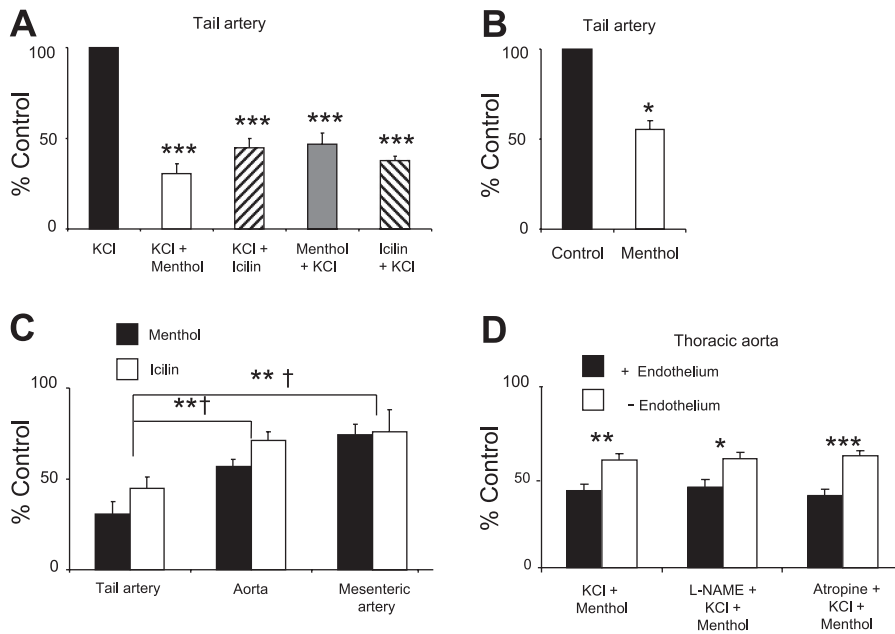 A
Tail artery
100
50
0
% Control
***
***
***
***
KCl
KCl +
Menthol
KCl +
Icilin
Menthol
+ KCl
Icilin
+ KCl
B
Tail artery
100
50
0
% Control
*
Control
Menthol
C
Menthol
Icilin
100
50
0
% Control
** †
**†
Tail artery
Aorta
Mesenteric
artery
D
Thoracic aorta
+ Endothelium
− Endothelium
100
50
0
% Control
**
*
***
KCl +
Menthol
L-NAME +
KCl +
Menthol
Atropine +
KCl +
Menthol